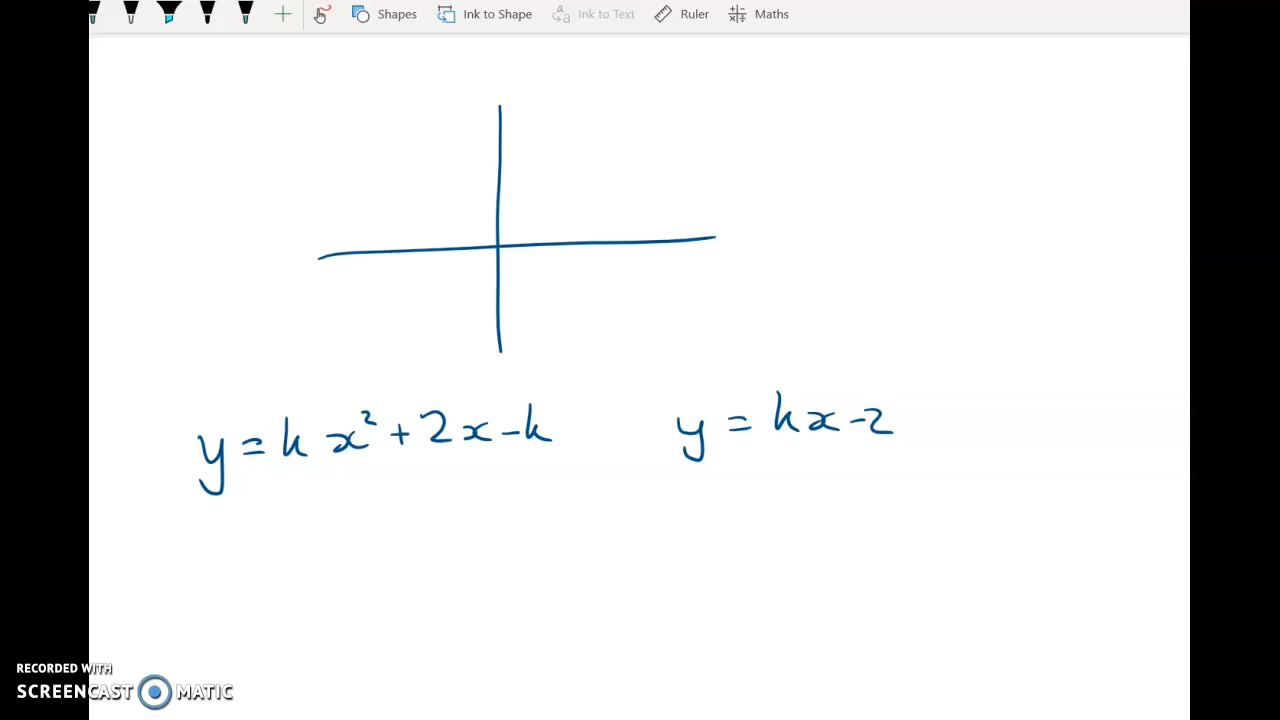 Shapes Ink to Shape Ink to Text Ruler Maths
y = kx² + 2x - k y = kx - 2
RECORDED WITH
SCREENCAST MATIC